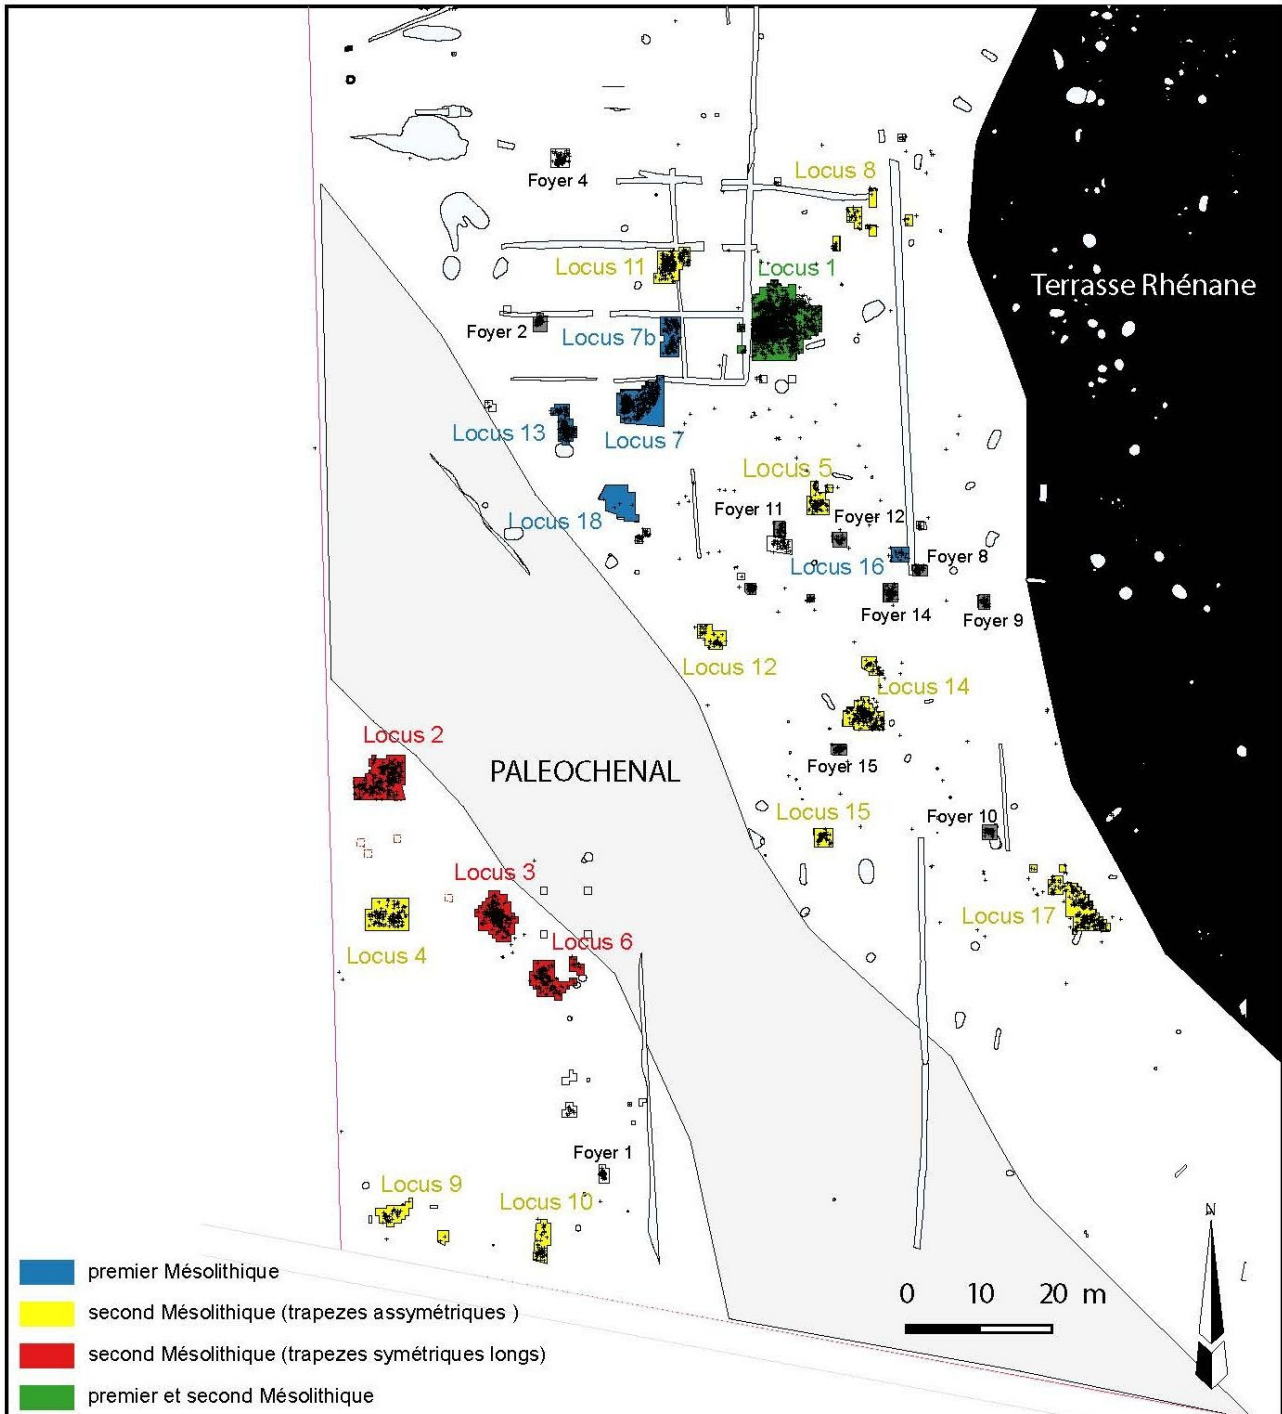 Locus 8
Foyer 4
Locus 11
Locus 1
Terrasse Rhénane
Foyer 2
Locus 7b
Locus 13
Locus 7
Locus 5
Foyer 11
Foyer 12
Locus 18
Locus 16
Foyer 8
Foyer 14
Foyer 9
Locus 12
Locus 14
Locus 2
PALEOCHENAL
Foyer 15
Locus 15
Foyer 10
Locus 3
Locus 17
Locus 6
Locus 4
Foyer 1
Locus 9
Locus 10
N
premier Mésolithique
0 10 20 m
second Mésolithique (trapezes assymétriques )
second Mésolithique (trapezes symétriques longs)
premier et second Mésolithique